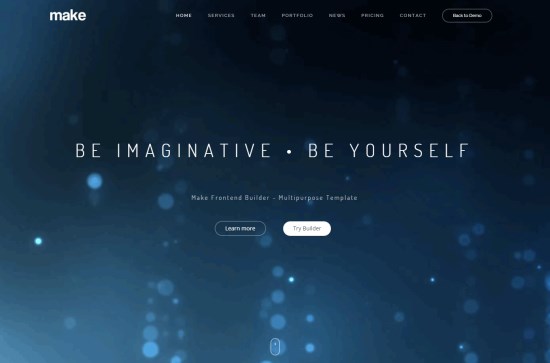 make
HOME SERVICES TEAM PORTFOLIO NEWS PRICING CONTACT Back to Demo
BE IMAGINATIVE • BE YOURSELF
Make Frontend Builder - Multipurpose Template
Learn more Try Builder